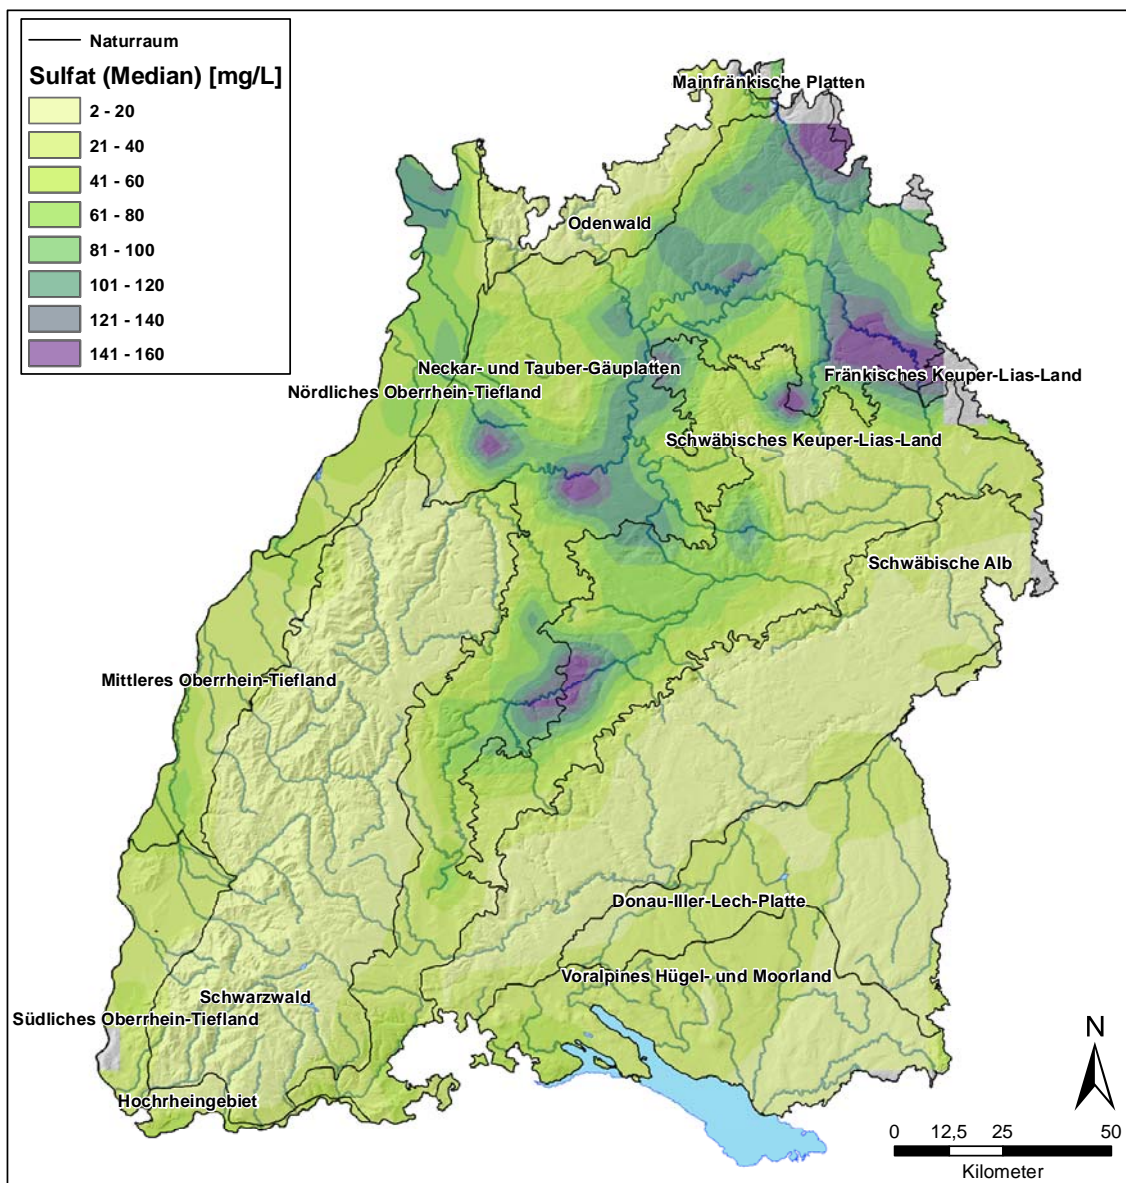 Naturraum
Sulfat (Median) [mg/L]
2 - 20
21 - 40
41 - 60
61 - 80
81 - 100
101 - 120
121 - 140
141 - 160
Mainfränkische Platten
Odenwald
Neckar- und Tauber-Gäuplatten
Fränkisches Keuper-Lias-Land
Nördliches Oberrhein-Tiefland
Schwäbisches Keuper-Lias-Land
Schwäbische Alb
Mittleres Oberrhein-Tiefland
Donau-Iller-Lech-Platte
Voralpines Hügel- und Moorland
Schwarzwald
Südliches Oberrhein-Tiefland
Hochrheingebiet
N
0 12,5 25 50
Kilometer